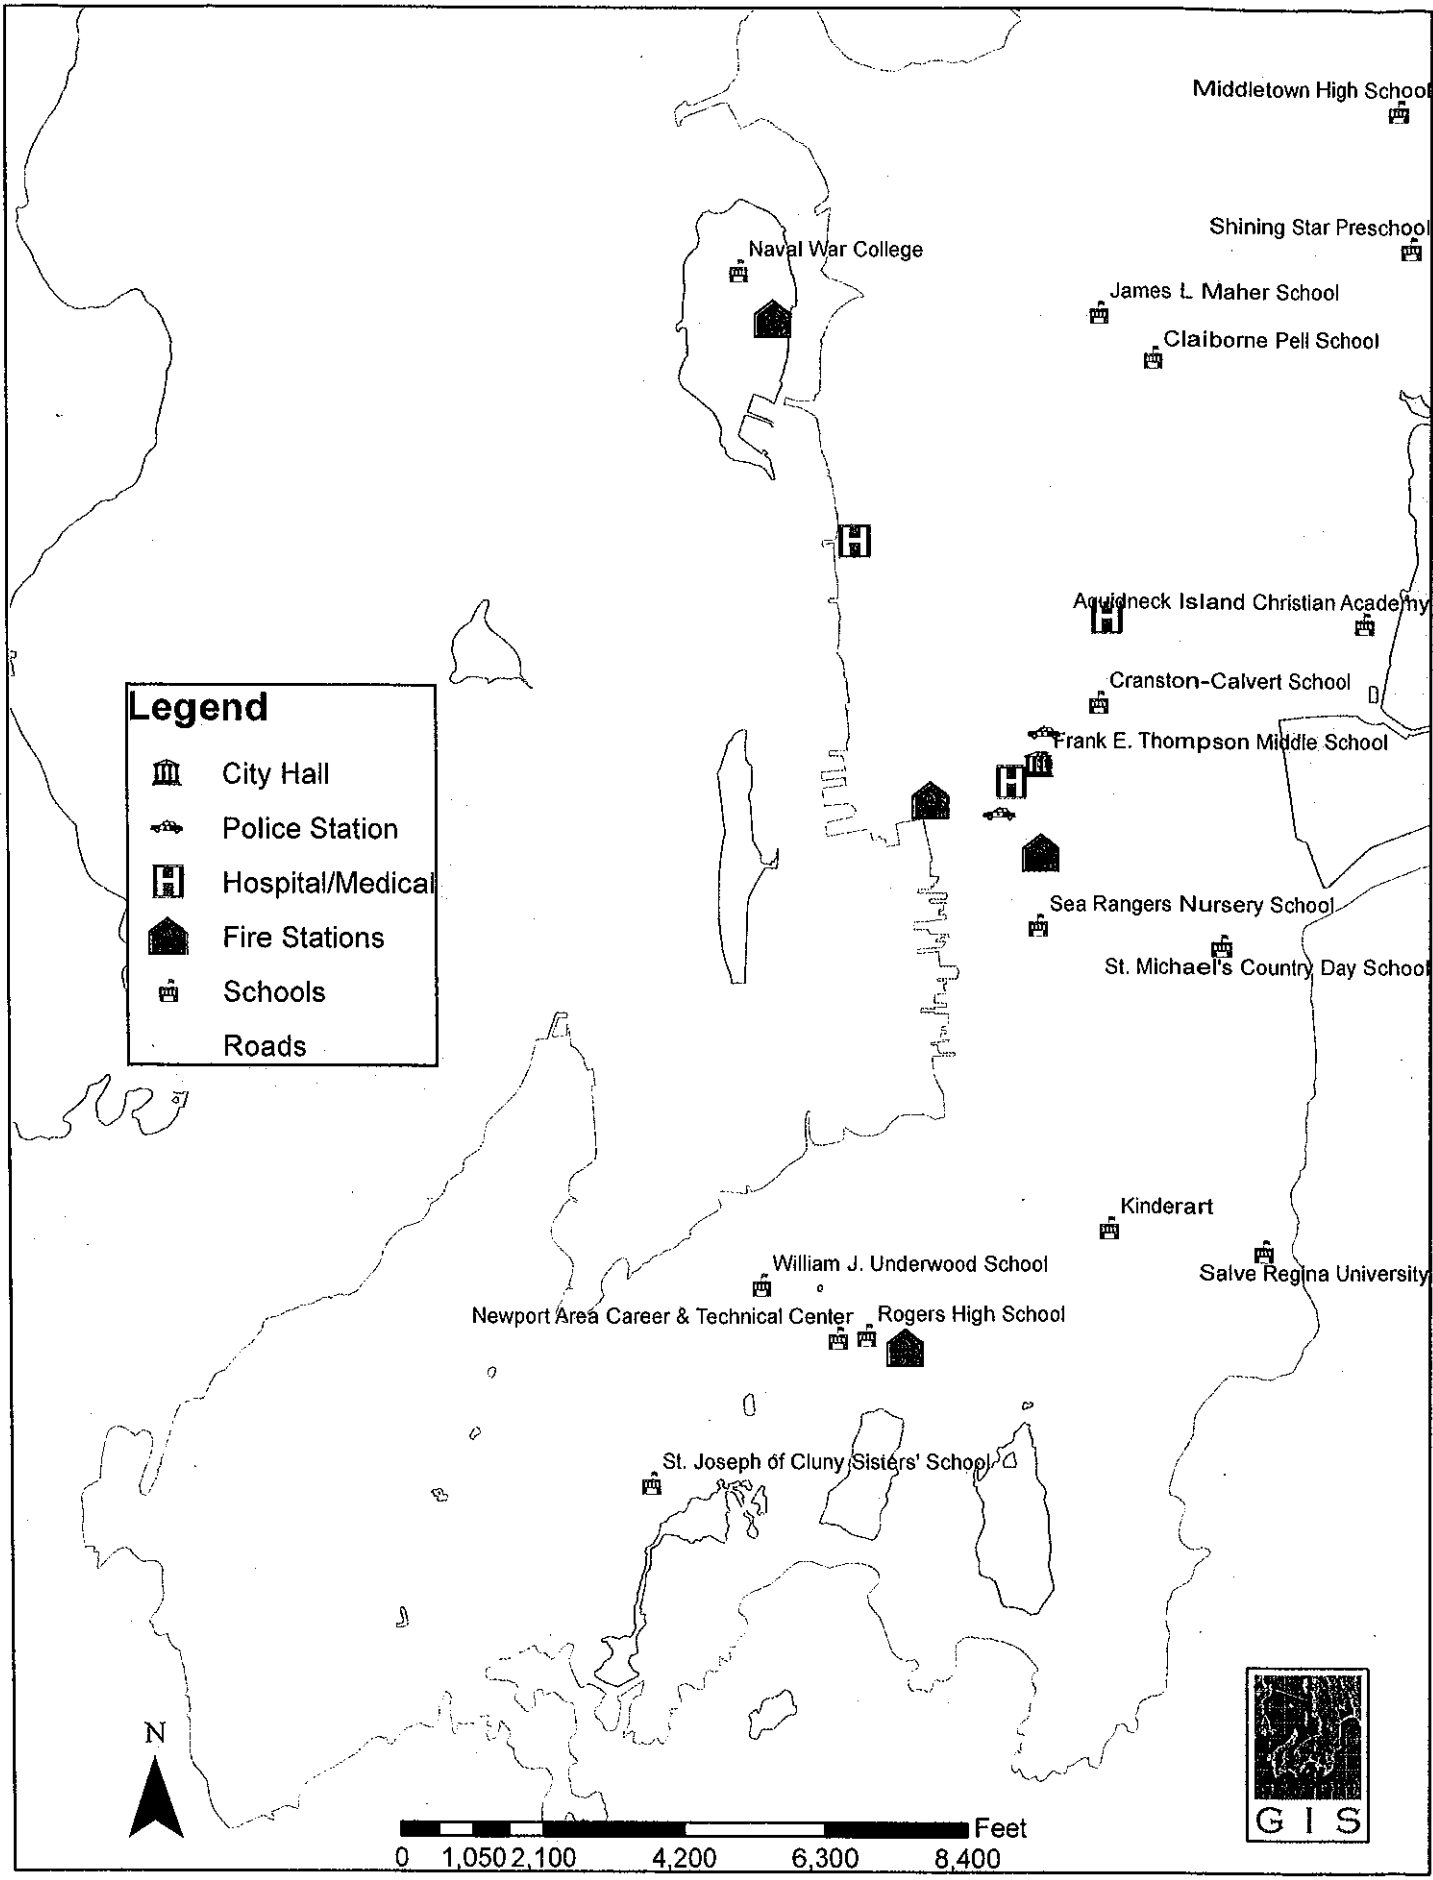 Middletown High School
Shining Star Preschool
Naval War College
James L Maher School
Claiborne Pell School
Aquidneck Island Christian Academy
Cranston-Calvert School
Frank E. Thompson Middle School
Legend
City Hall
Police Station
Hospital/Medical
Fire Stations
Schools
Roads
Sea Rangers Nursery School
St. Michael's Country Day School
Kinderart
Salve Regina University
William J. Underwood School
Newport Area Career & Technical Center
Rogers High School
St. Joseph of Cluny Sisters' School
N
Feet
0 1,050 2,100 4,200 6,300 8,400
GIS